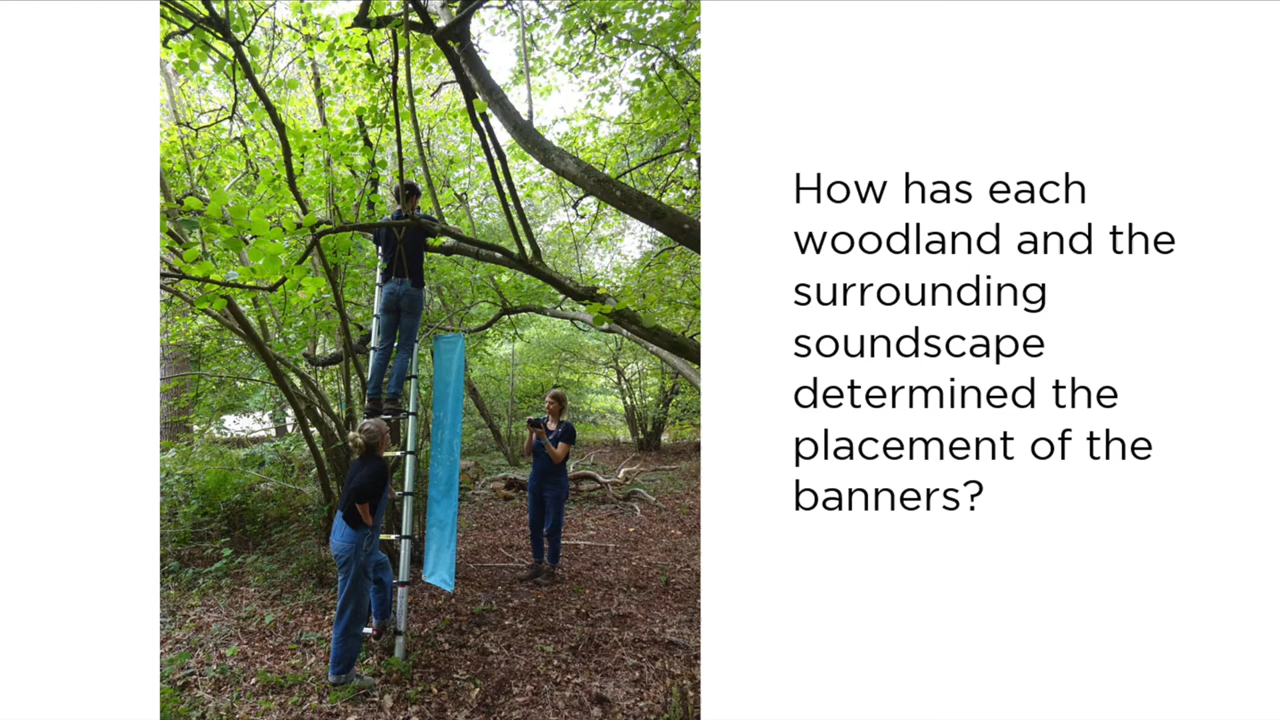 How has each
woodland and the
surrounding
soundscape
determined the
placement of the
banners?